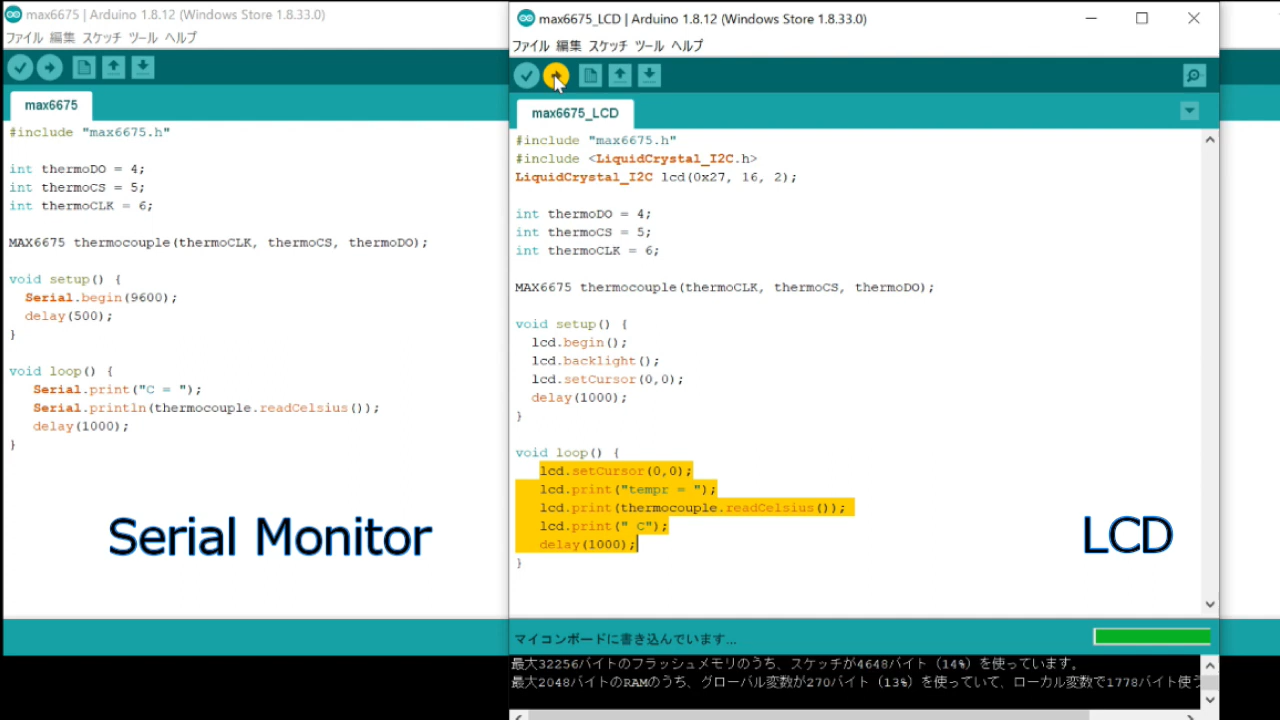 max6675 | Arduino 1.8.12 (Windows Store 1.8.33.0)
ファイル 編集 スケッチ ツール ヘルプ
max6675
#include "max6675.h"
int thermoDO = 4;
int thermoCS = 5;
int thermoCLK = 6;
MAX6675 thermocouple(thermoCLK, thermoCS, thermoDO);
void setup() {
Serial.begin(9600);
delay(500);
}
void loop() {
Serial.print("C = ");
Serial.println(thermocouple.readCelsius());
delay(1000);
}
Serial Monitor
max6675_LCD | Arduino 1.8.12 (Windows Store 1.8.33.0)
ファイル 編集 スケッチ ツール ヘルプ
max6675_LCD
#include "max6675.h"
#include <LiquidCrystal_I2C.h>
LiquidCrystal_I2C lcd(0x27, 16, 2);
int thermoDO = 4;
int thermoCS = 5;
int thermoCLK = 6;
MAX6675 thermocouple(thermoCLK, thermoCS, thermoDO);
void setup() {
lcd.begin();
lcd.backlight();
lcd.setCursor(0,0);
delay(1000);
}
void loop() {
lcd.setCursor(0,0);
lcd.print("tempr = ");
lcd.print(thermocouple.readCelsius());
lcd.print(" C");
delay(1000);
}
LCD
マイコンボードに書き込んでいます...
最大32256バイトのフラッシュメモリのうち、スケッチが4648バイト（14%）を使っています。
最大2048バイトのRAMのうち、グローバル変数が270バイト（13%）を使っていて、ローカル変数で1778バイト使う